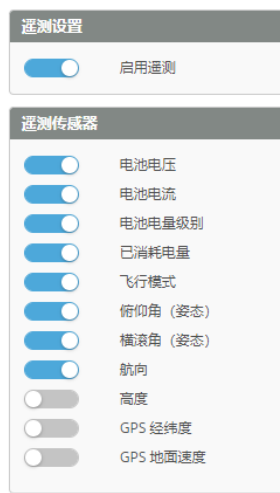 遥测设置
启用遥测
遥测传感器
电池电压
电池电流
电池电量级别
已消耗电量
飞行模式
俯仰角（姿态）
横滚角（姿态）
航向
高度
GPS 经纬度
GPS 地面速度